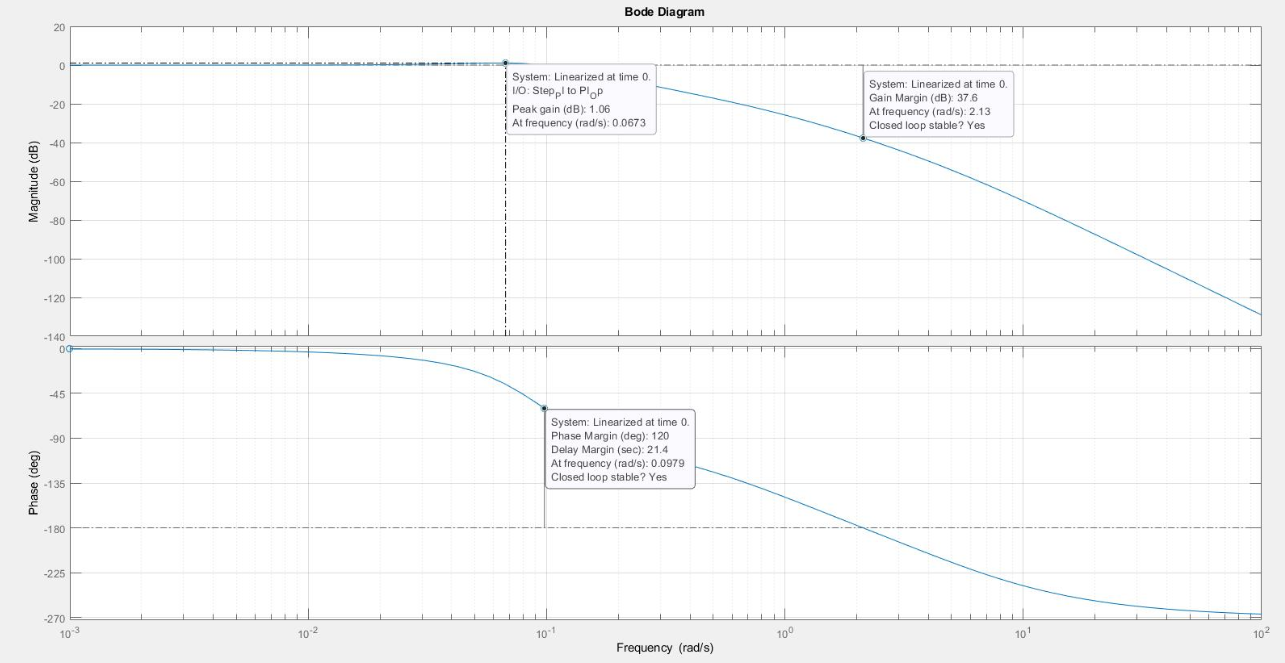 Bode Diagram
20
0
-20
-40
-60
-80
-100
-120
-140
Magnitude (dB)
System: Linearized at time 0.
I/O: Step_PI to PI_Op
Peak gain (dB): 1.06
At frequency (rad/s): 0.0673
System: Linearized at time 0.
Gain Margin (dB): 37.6
At frequency (rad/s): 2.13
Closed loop stable? Yes
0
-45
-90
-135
-180
-225
-270
Phase (deg)
System: Linearized at time 0.
Phase Margin (deg): 120
Delay Margin (sec): 21.4
At frequency (rad/s): 0.0979
Closed loop stable? Yes
10^-3 10^-2 10^-1 10^0 10^1 10^2
Frequency (rad/s)